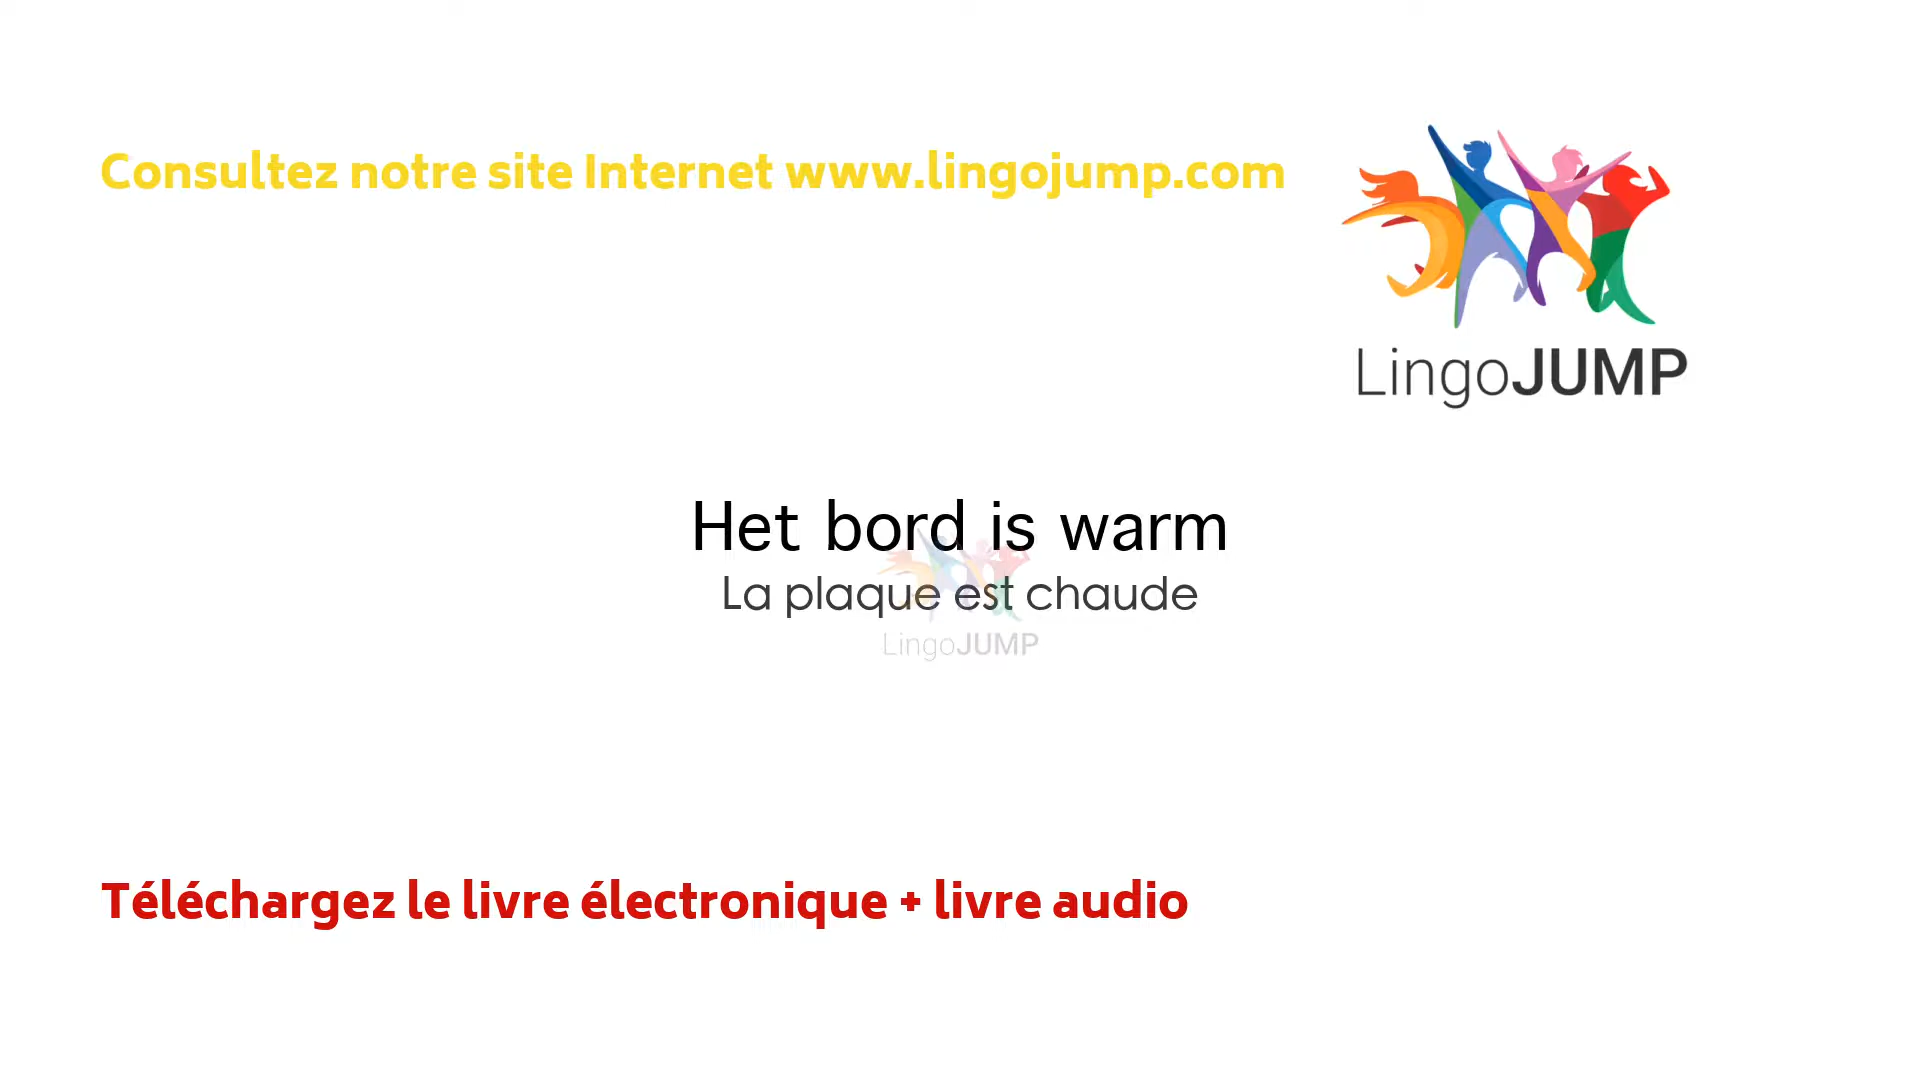 Consultez notre site Internet www.lingojump.com
LingoJUMP
Het bord is warm
La plaque est chaude
LingoJUMP
Téléchargez le livre électronique + livre audio